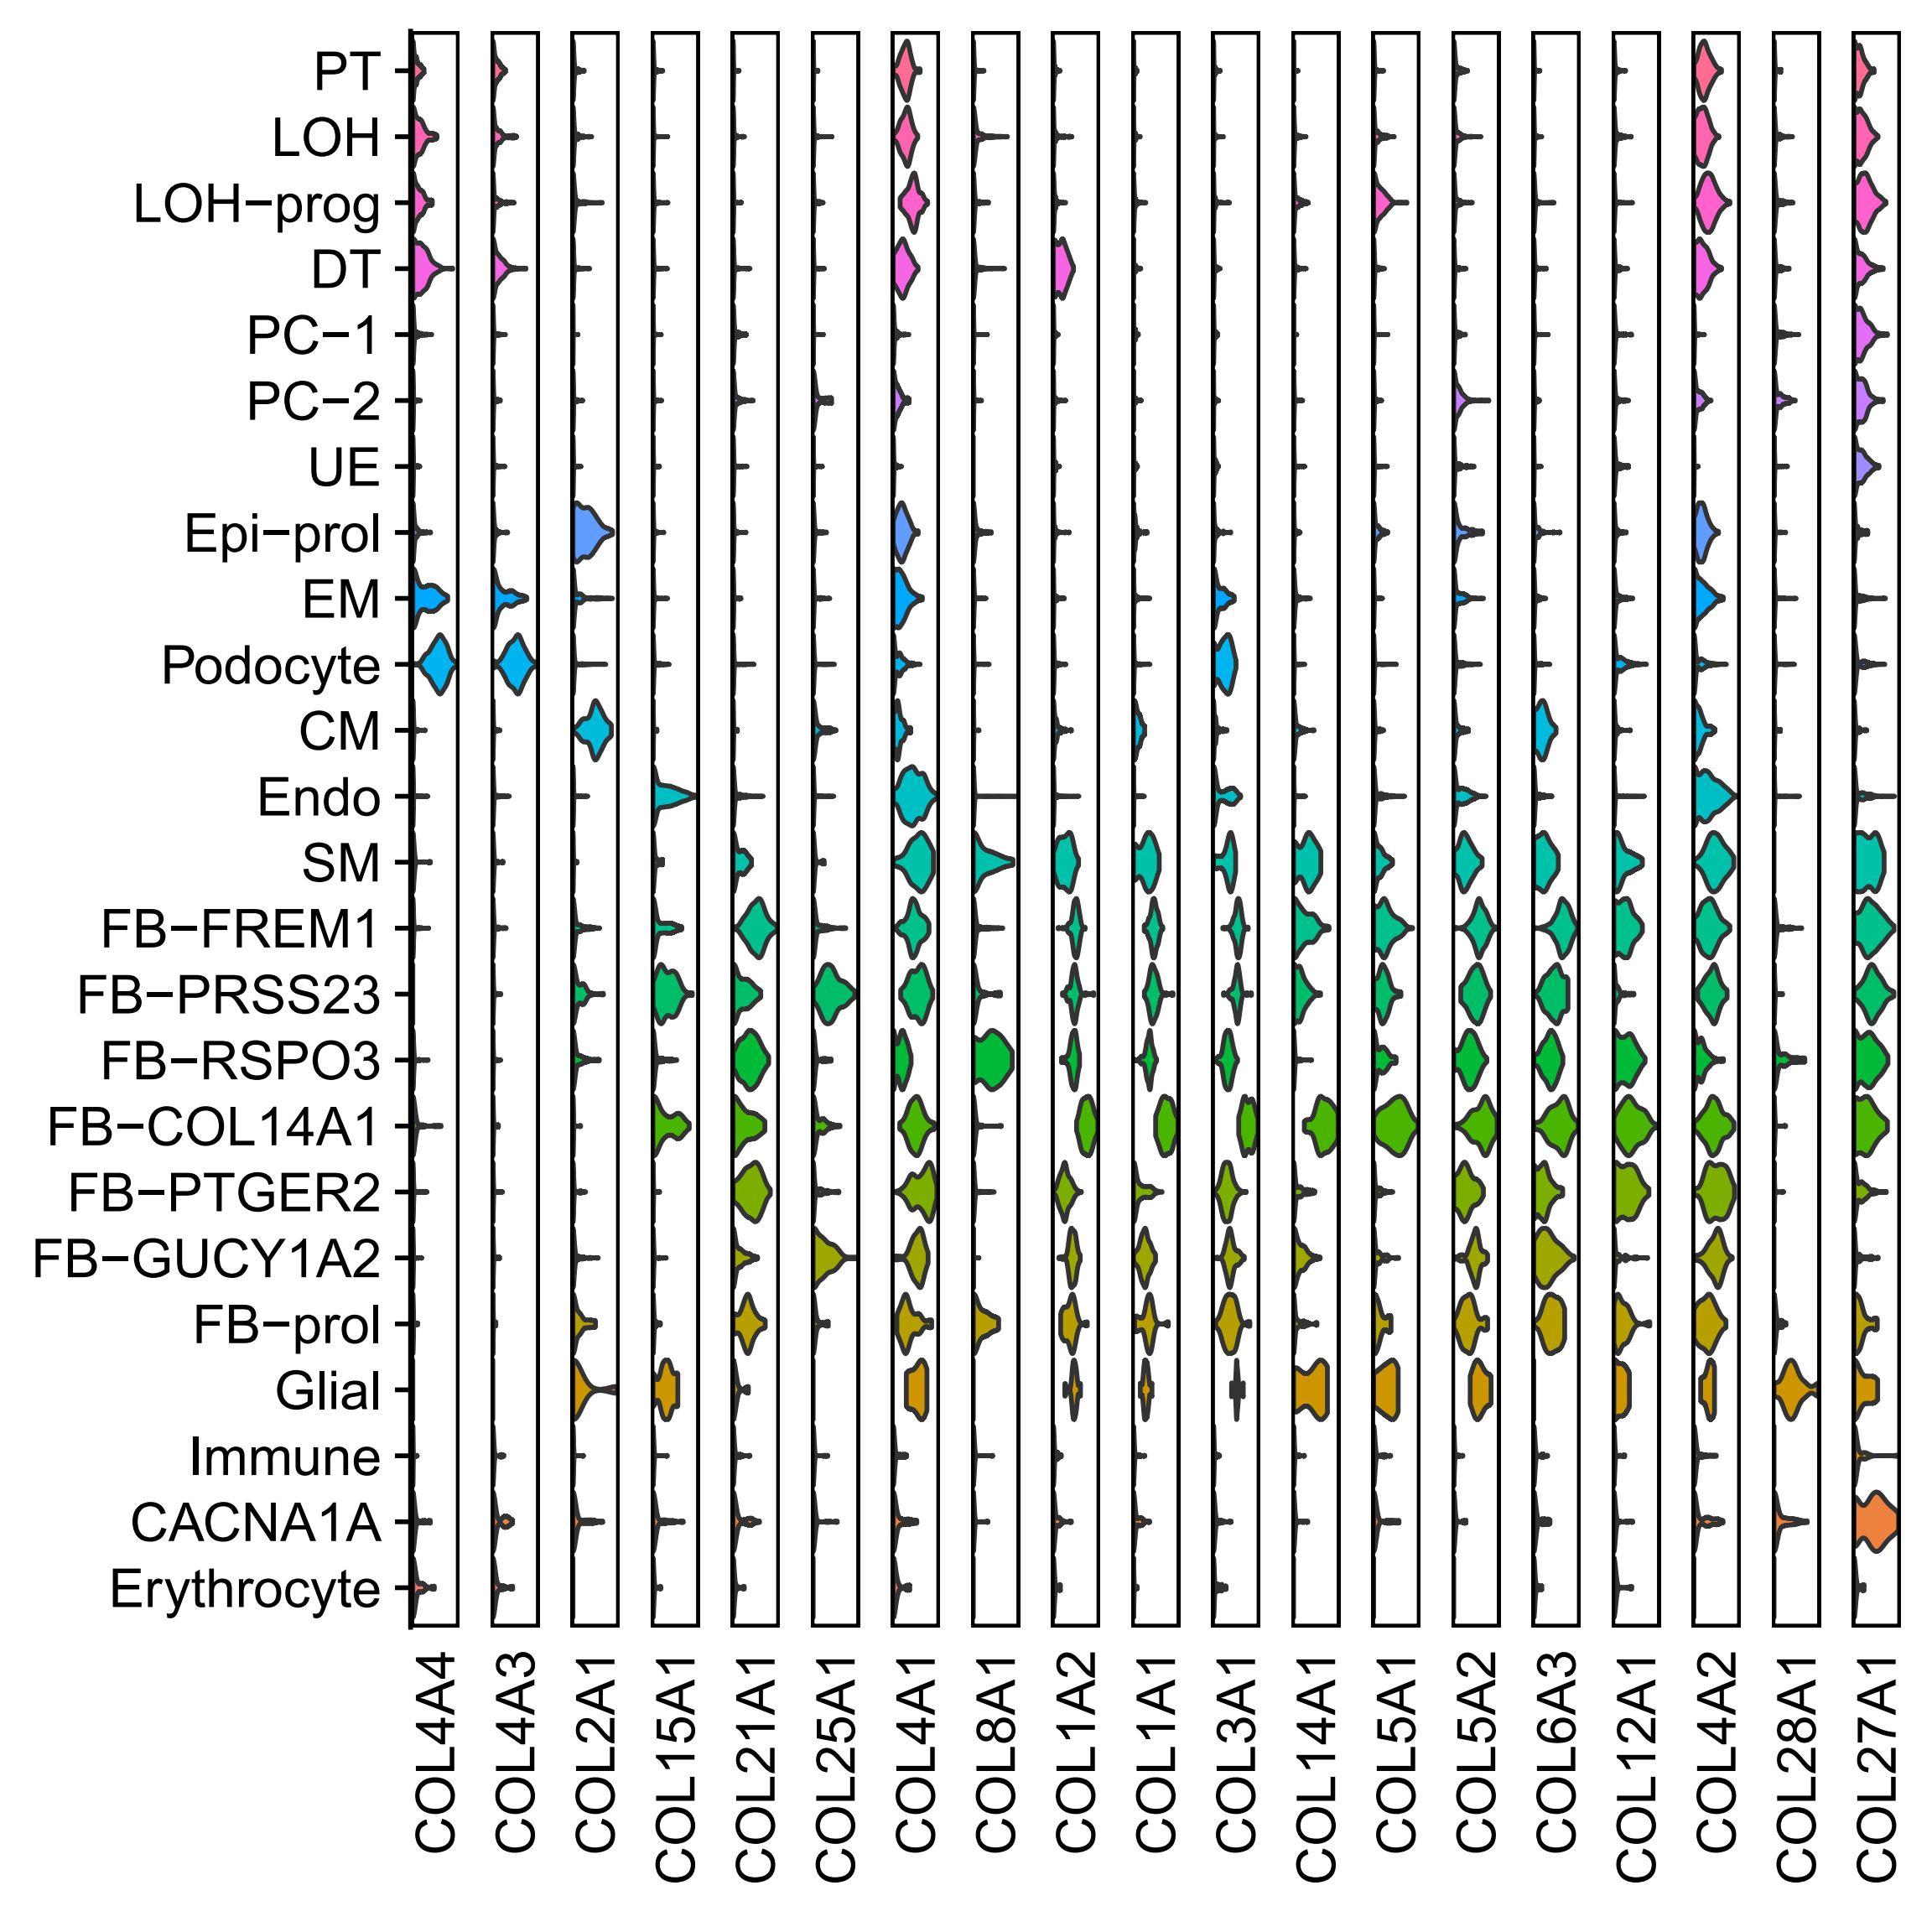 PT
LOH
LOH−prog
DT
PC−1
PC−2
UE
Epi−prol
EM
Podocyte
CM
Endo
SM
FB−FREM1
FB−PRSS23
FB−RSPO3
FB−COL14A1
FB−PTGER2
FB−GUCY1A2
FB−prol
Glial
Immune
CACNA1A
Erythrocyte
COL4A4
COL4A3
COL2A1
COL15A1
COL21A1
COL25A1
COL4A1
COL8A1
COL1A2
COL1A1
COL3A1
COL14A1
COL5A1
COL5A2
COL6A3
COL12A1
COL4A2
COL28A1
COL27A1